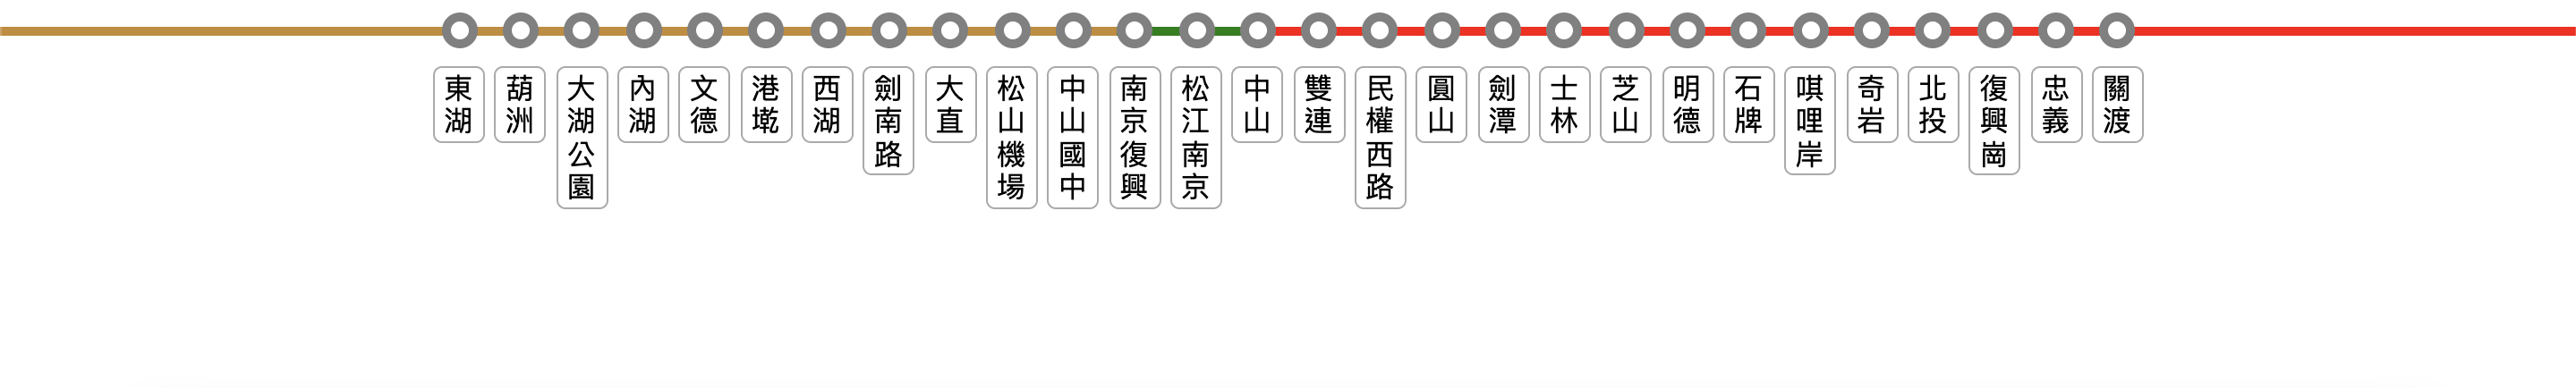 東湖
葫洲
大湖公園
內湖
文德
港墘
西湖
劍南路
大直
松山機場
中山國中
南京復興
松江南京
中山
雙連
民權西路
圓山
劍潭
士林
芝山
明德
石牌
唭哩岸
奇岩
北投
復興崗
忠義
關渡